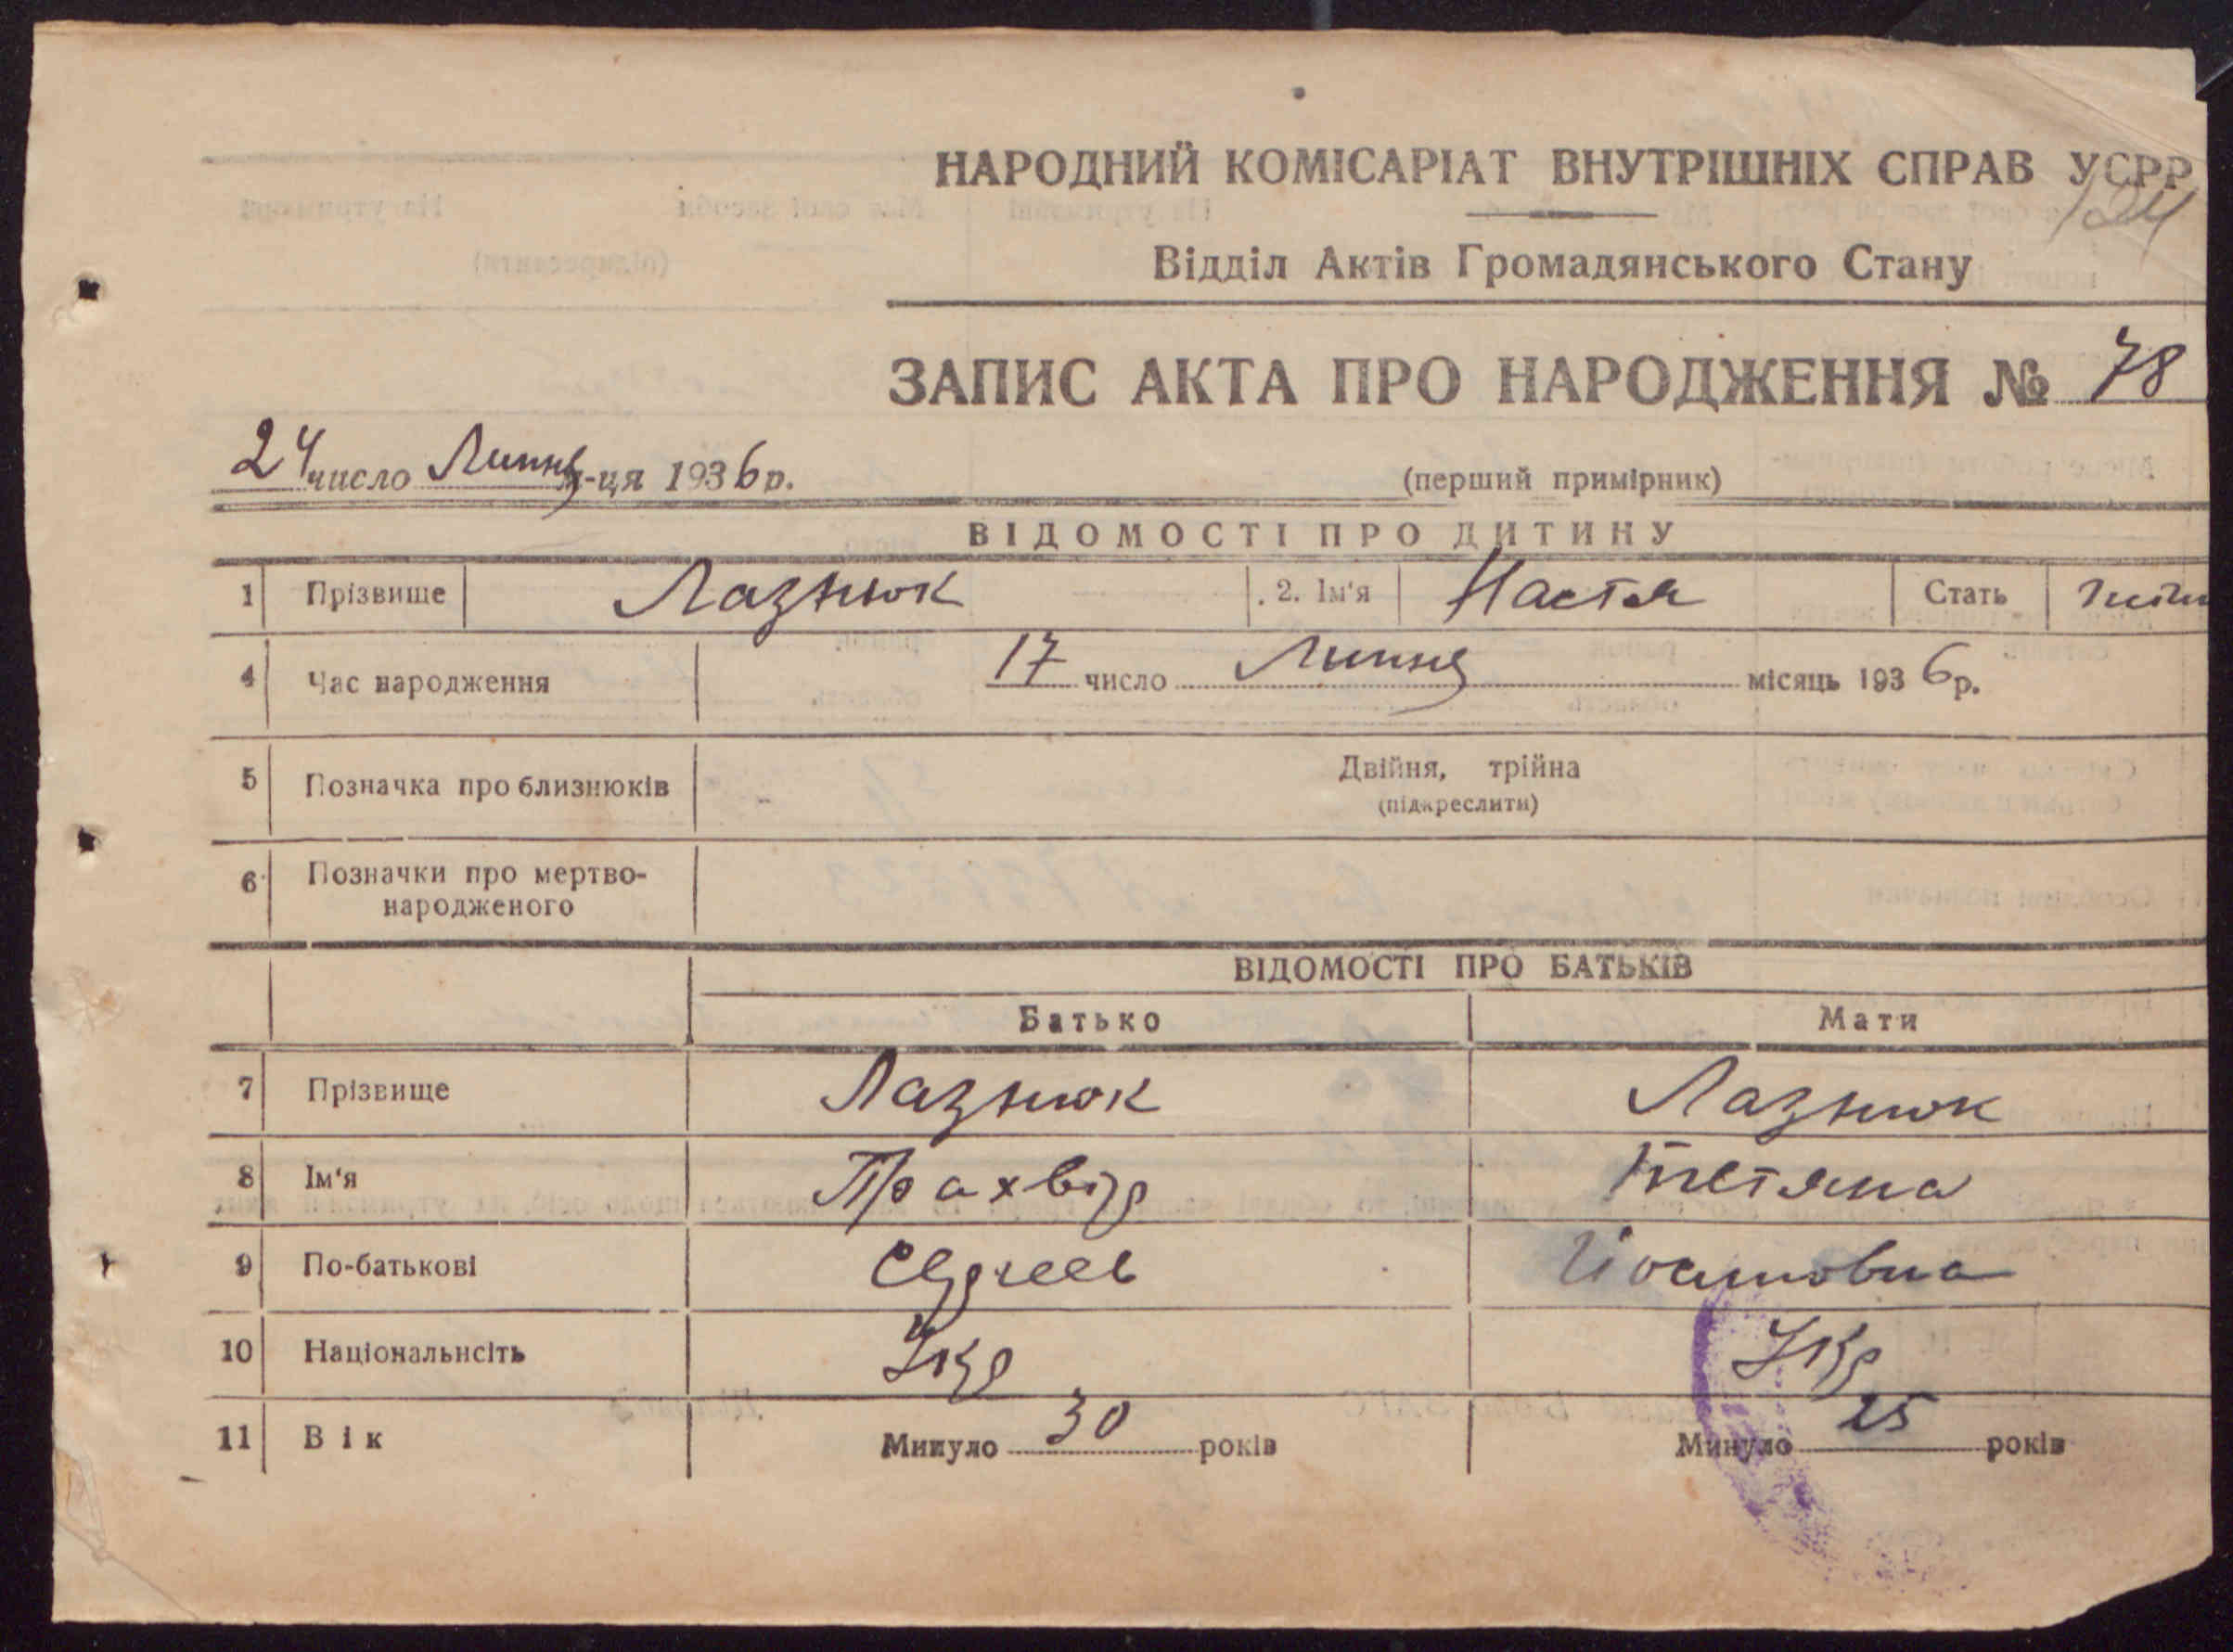 НАРОДНИЙ КОМІСАРІАТ ВНУТРІШНІХ СПРАВ УСРР
124
Відділ Актів Громадянського Стану
ЗАПИС АКТА ПРО НАРОДЖЕННЯ № 78
24 число Липня м-ця 1936 р.
(перший примірник)
ВІДОМОСТІ ПРО ДИТИНУ
1 Прізвище Лазнюк 2. Ім'я Настя Стать
4 Час народження 17 число Липня місяць 1936 р.
5 Позначка про близнюків Двійня, трійна
(підкреслити)
6 Позначки про мертво-
народженого
ВІДОМОСТІ ПРО БАТЬКІВ
Батько Мати
7 Прізвище Лазнюк Лазнюк
8 Ім'я Прахвір Тетяна
9 По-батькові Сергеев
10 Національнсіть Укр Укр
11 Вік Минуло 30 років Минуло 25 років